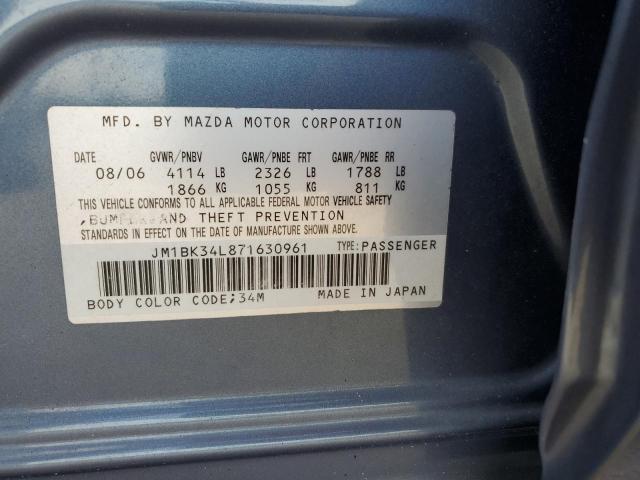 MFD. BY MAZDA MOTOR CORPORATION
DATE GVWR/PNBV GAWR/PNBE FRT GAWR/PNBE RR
08/06 4114 LB 2326 LB 1788 LB
1866 KG 1055 KG 811 KG
THIS VEHICLE CONFORMS TO ALL APPLICABLE FEDERAL MOTOR VEHICLE SAFETY
,BUMPER AND THEFT PREVENTION
STANDARDS IN EFFECT ON THE DATE OF MANUFACTURE SHOWN ABOVE.
JM1BK34L871630961 TYPE:PASSENGER
BODY COLOR CODE;34M MADE IN JAPAN